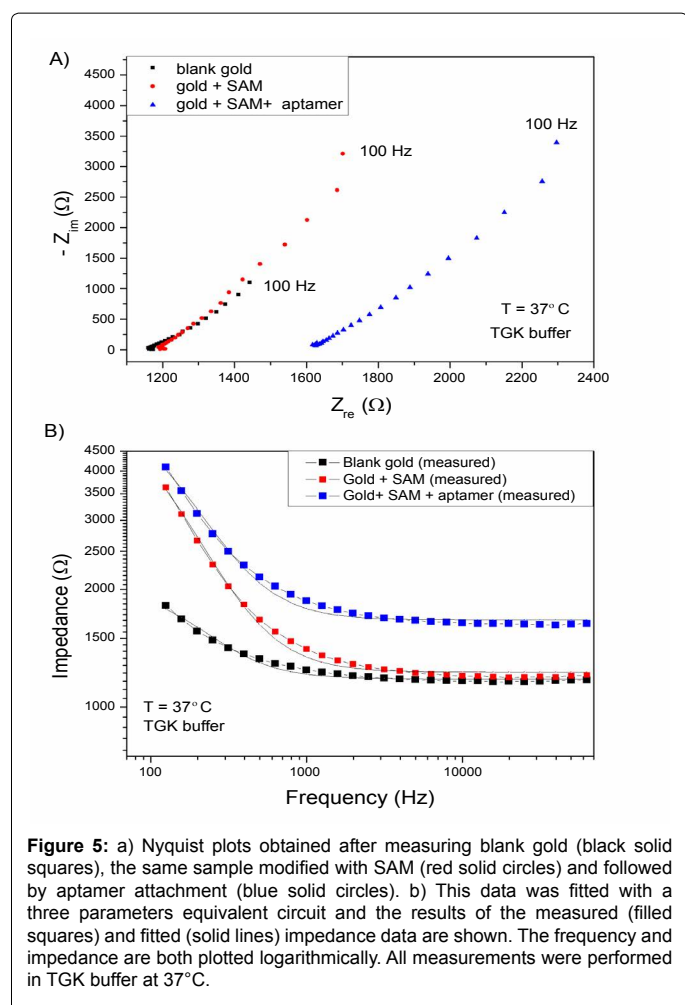 A)
4500
4000
3500
3000
2500
2000
1500
1000
500
0
- Z_im (Ω)
blank gold
gold + SAM
gold + SAM+ aptamer
100 Hz
100 Hz
100 Hz
T = 37° C
TGK buffer
1200 1400 1600 1800 2000 2200 2400
Z_re (Ω)
B)
4500
4000
3500
3000
2500
2000
1500
1000
Impedance (Ω)
Blank gold (measured)
Gold + SAM (measured)
Gold+ SAM + aptamer (measured)
T = 37° C
TGK buffer
100 1000 10000
Frequency (Hz)
Figure 5: a) Nyquist plots obtained after measuring blank gold (black solid
squares), the same sample modified with SAM (red solid circles) and followed
by aptamer attachment (blue solid circles). b) This data was fitted with a
three parameters equivalent circuit and the results of the measured (filled
squares) and fitted (solid lines) impedance data are shown. The frequency and
impedance are both plotted logarithmically. All measurements were performed
in TGK buffer at 37°C.